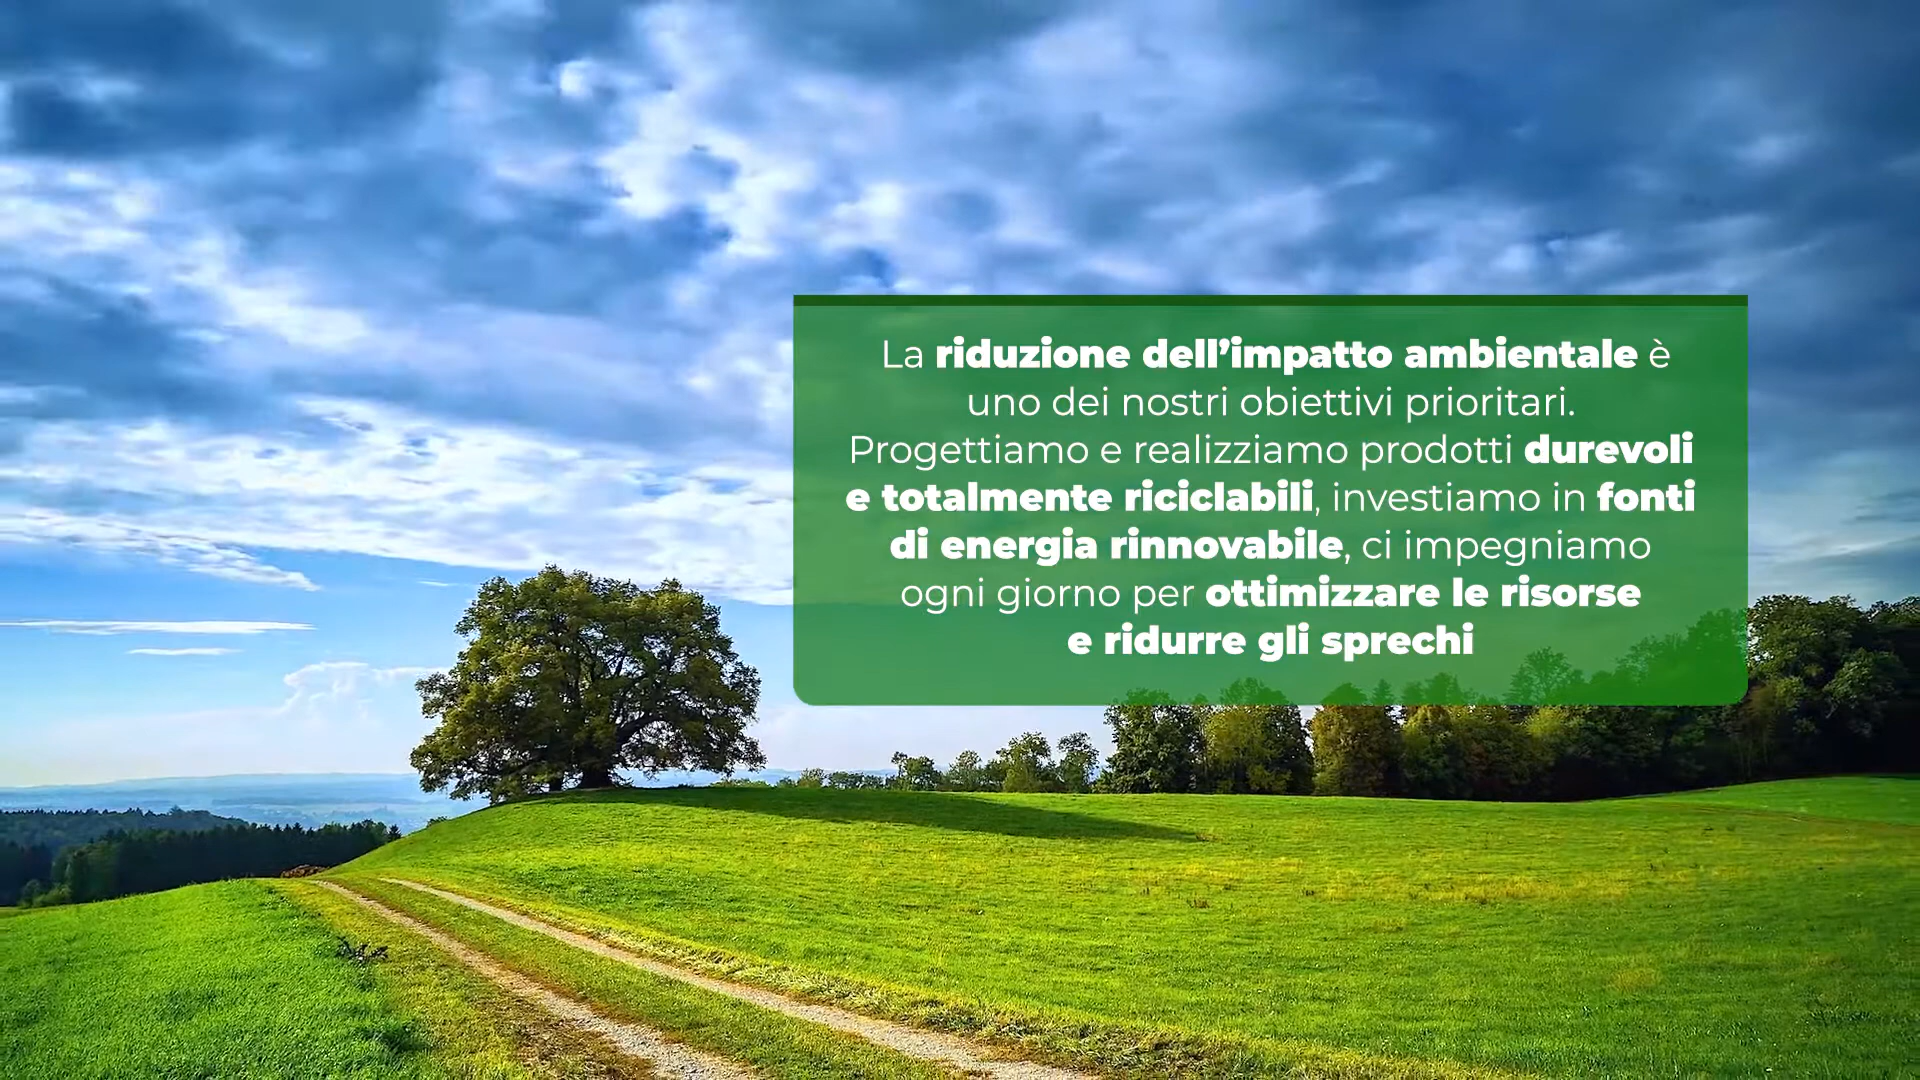 La riduzione dell’impatto ambientale è
uno dei nostri obiettivi prioritari.
Progettiamo e realizziamo prodotti durevoli
e totalmente riciclabili, investiamo in fonti
di energia rinnovabile, ci impegniamo
ogni giorno per ottimizzare le risorse
e ridurre gli sprechi